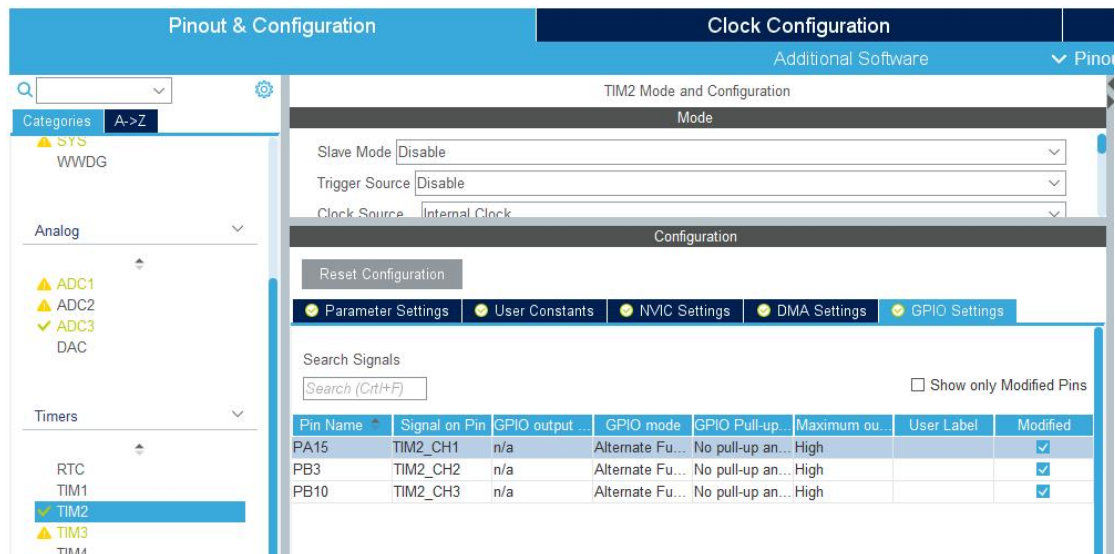 Pinout & Configuration
Clock Configuration
Additional Software
Pinou
Categories
A->Z
SYS
WWDG
Analog
ADC1
ADC2
ADC3
DAC
Timers
RTC
TIM1
TIM2
TIM3
TIM4
TIM2 Mode and Configuration
Mode
Slave Mode Disable
Trigger Source Disable
Clock Source Internal Clock
Configuration
Reset Configuration
Parameter Settings User Constants NVIC Settings DMA Settings GPIO Settings
Search Signals
Search (Crtl+F)
Show only Modified Pins
Pin Name Signal on Pin GPIO output ... GPIO mode GPIO Pull-up... Maximum ou... User Label Modified
PA15 TIM2_CH1 n/a Alternate Fu... No pull-up an... High
PB3 TIM2_CH2 n/a Alternate Fu... No pull-up an... High
PB10 TIM2_CH3 n/a Alternate Fu... No pull-up an... High